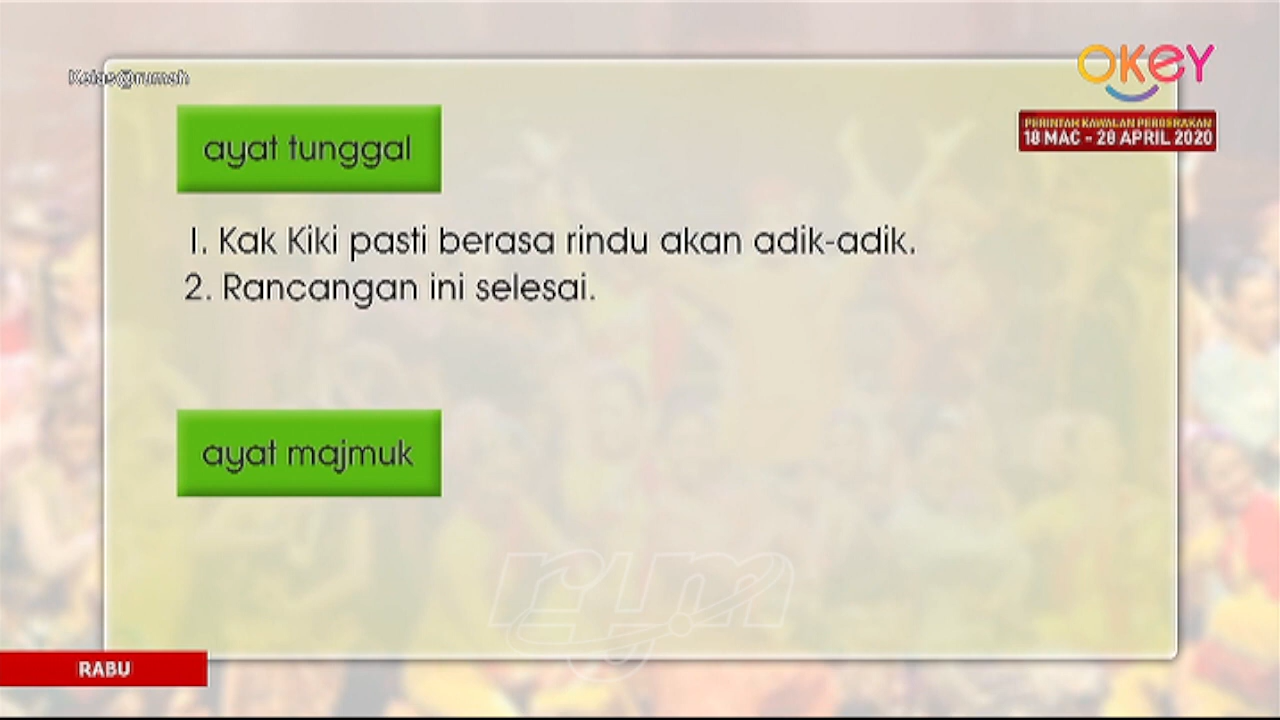 Kelas@rumah
OKEY
PERINTAH KAWALAN PERGERAKAN
18 MAC - 28 APRIL 2020
ayat tunggal
1. Kak Kiki pasti berasa rindu akan adik-adik.
2. Rancangan ini selesai.
ayat majmuk
rtm
RABU